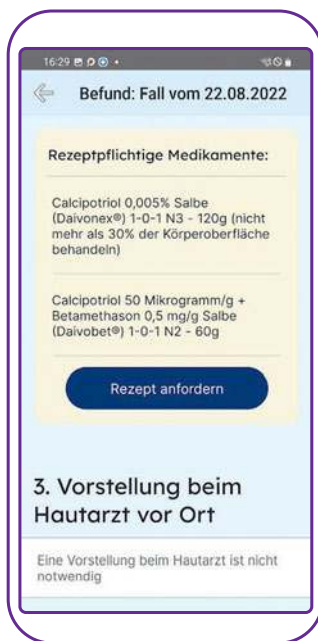 16:29
Befund: Fall vom 22.08.2022
Rezeptpflichtige Medikamente:
Calcipotriol 0,005% Salbe
(Daivonex®) 1-0-1 N3 - 120g (nicht
mehr als 30% der Körperoberfläche
behandeln)
Calcipotriol 50 Mikrogramm/g +
Betamethason 0,5 mg/g Salbe
(Daivobet®) 1-0-1 N2 - 60g
Rezept anfordern
3. Vorstellung beim
Hautarzt vor Ort
Eine Vorstellung beim Hautarzt ist nicht
notwendig